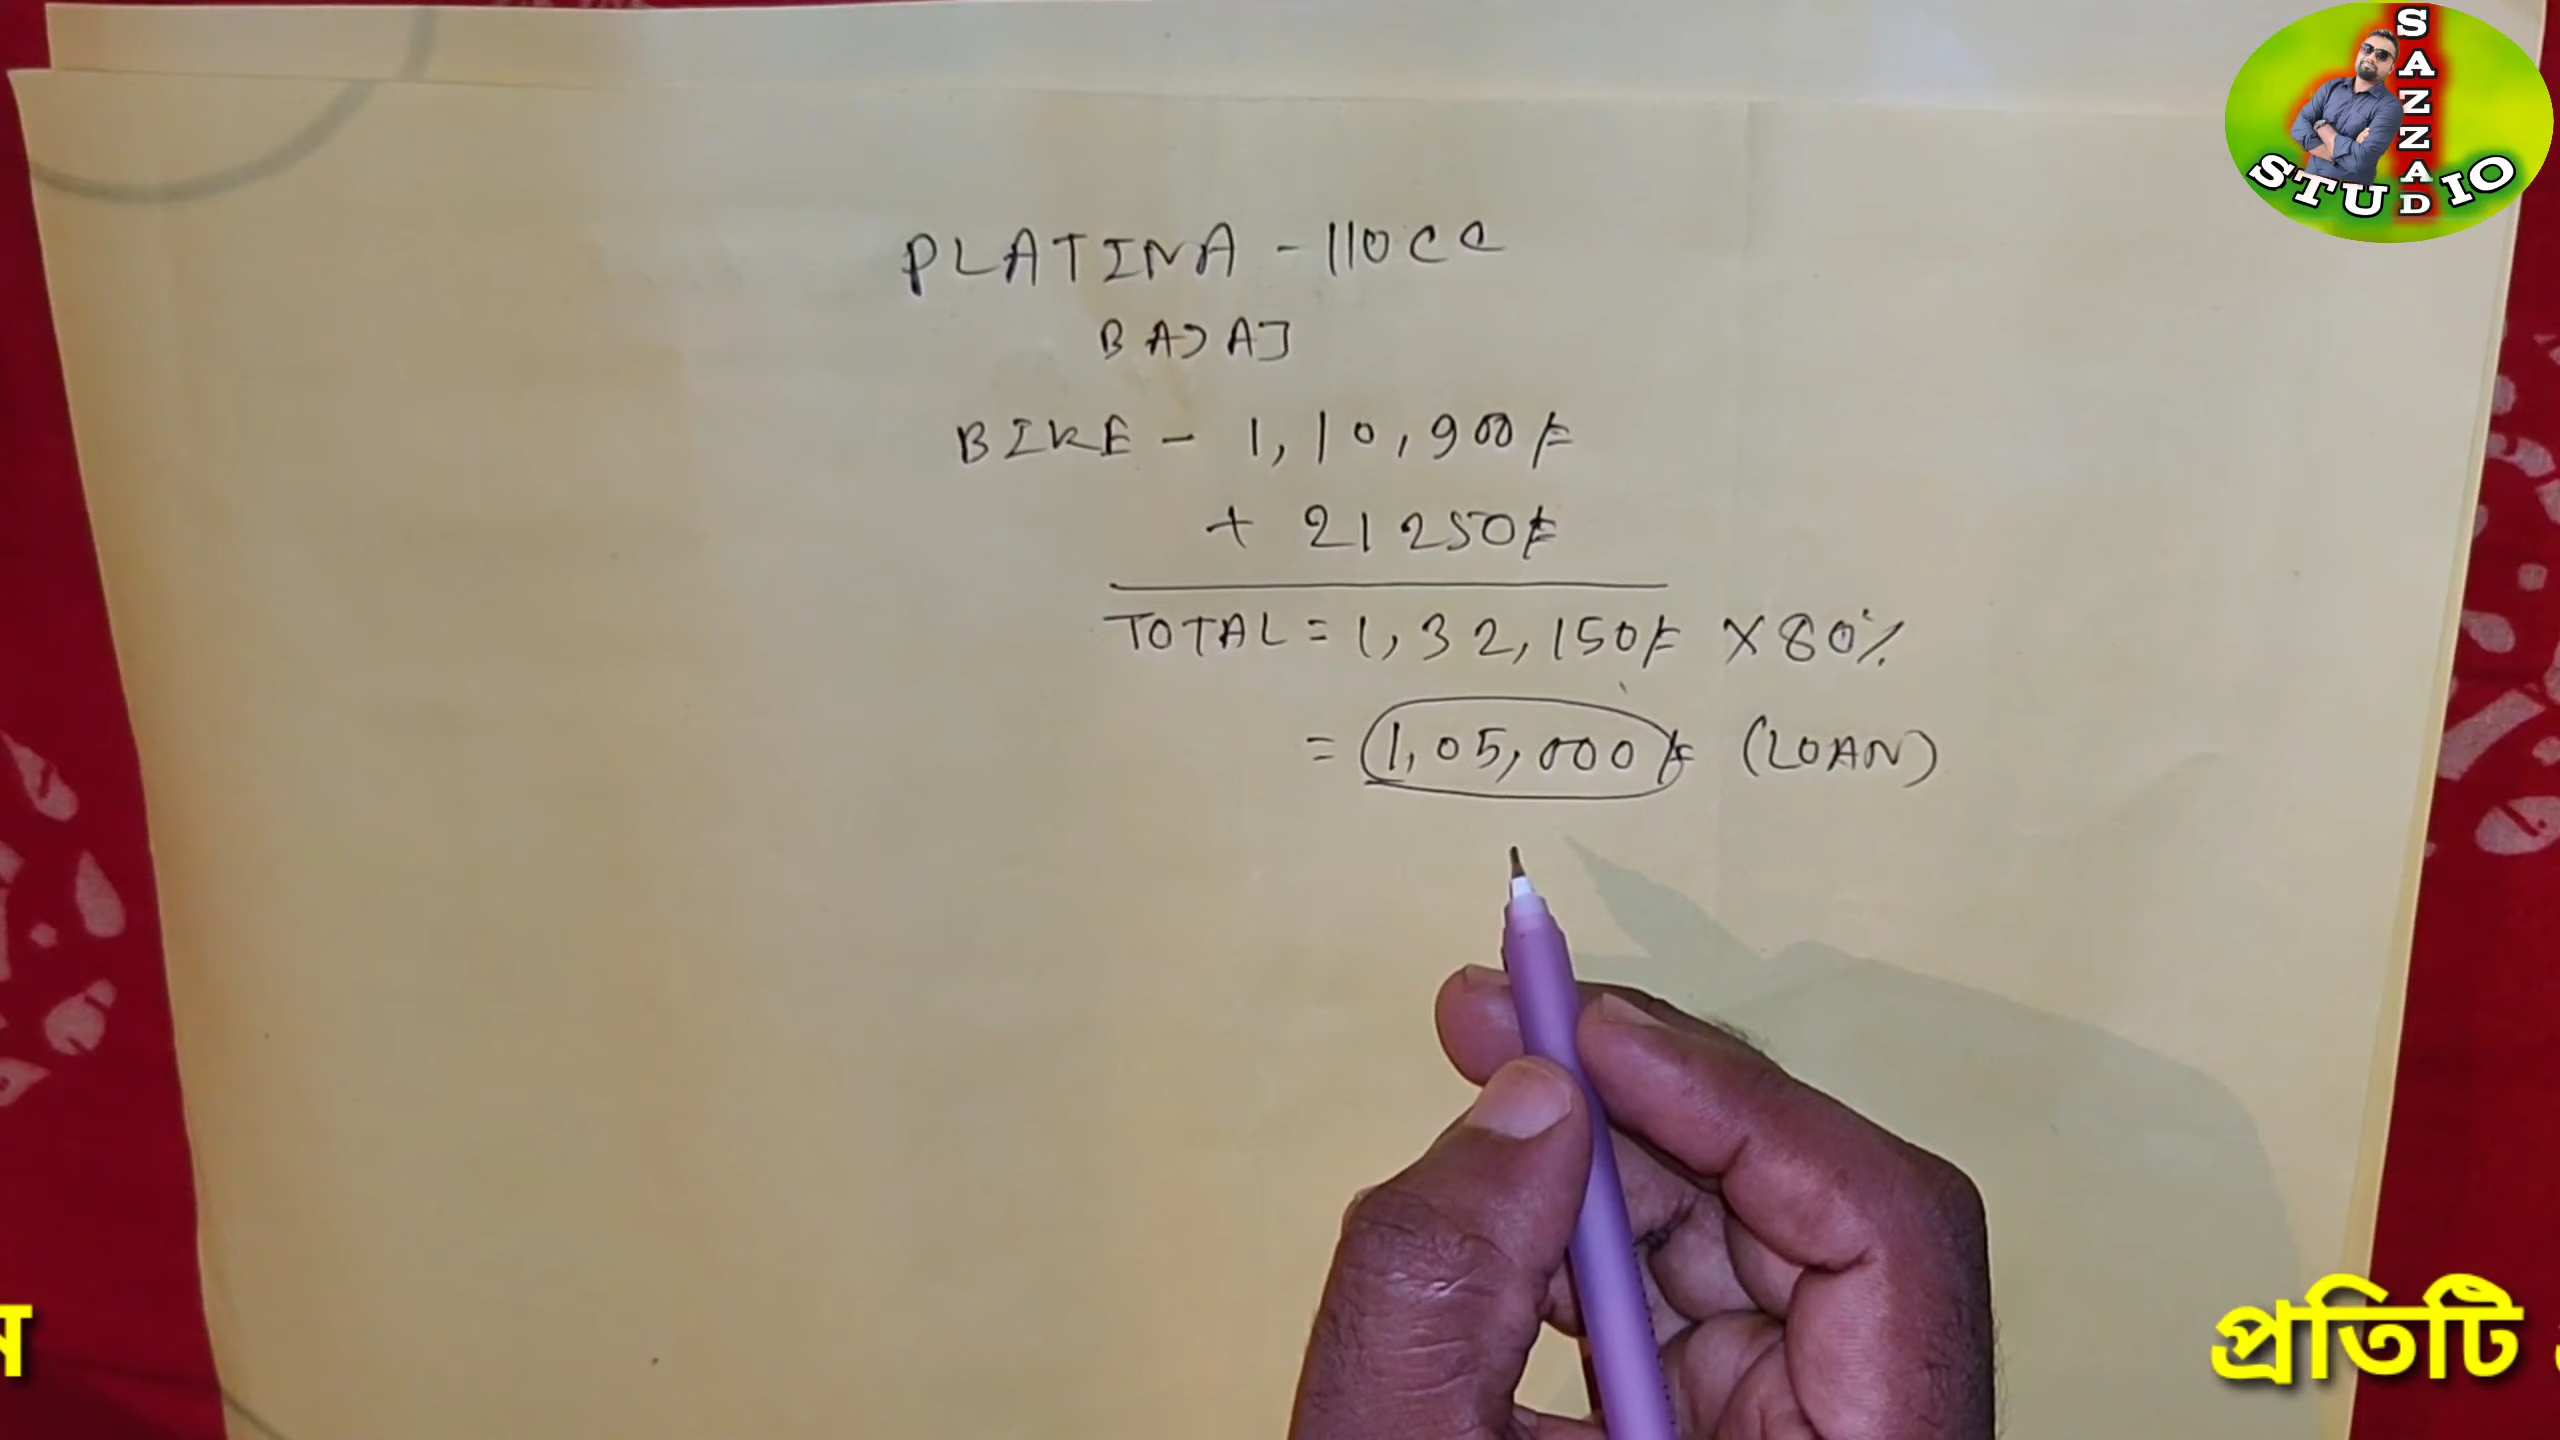 SAZZAD
STUDIO
PLATINA - 110CC
BAJAJ
BIKE - 1,10,900/=
+ 21250/=
TOTAL = 1,32,150/= X 80%
= 1,05,000/= (LOAN)
প্রতিটি